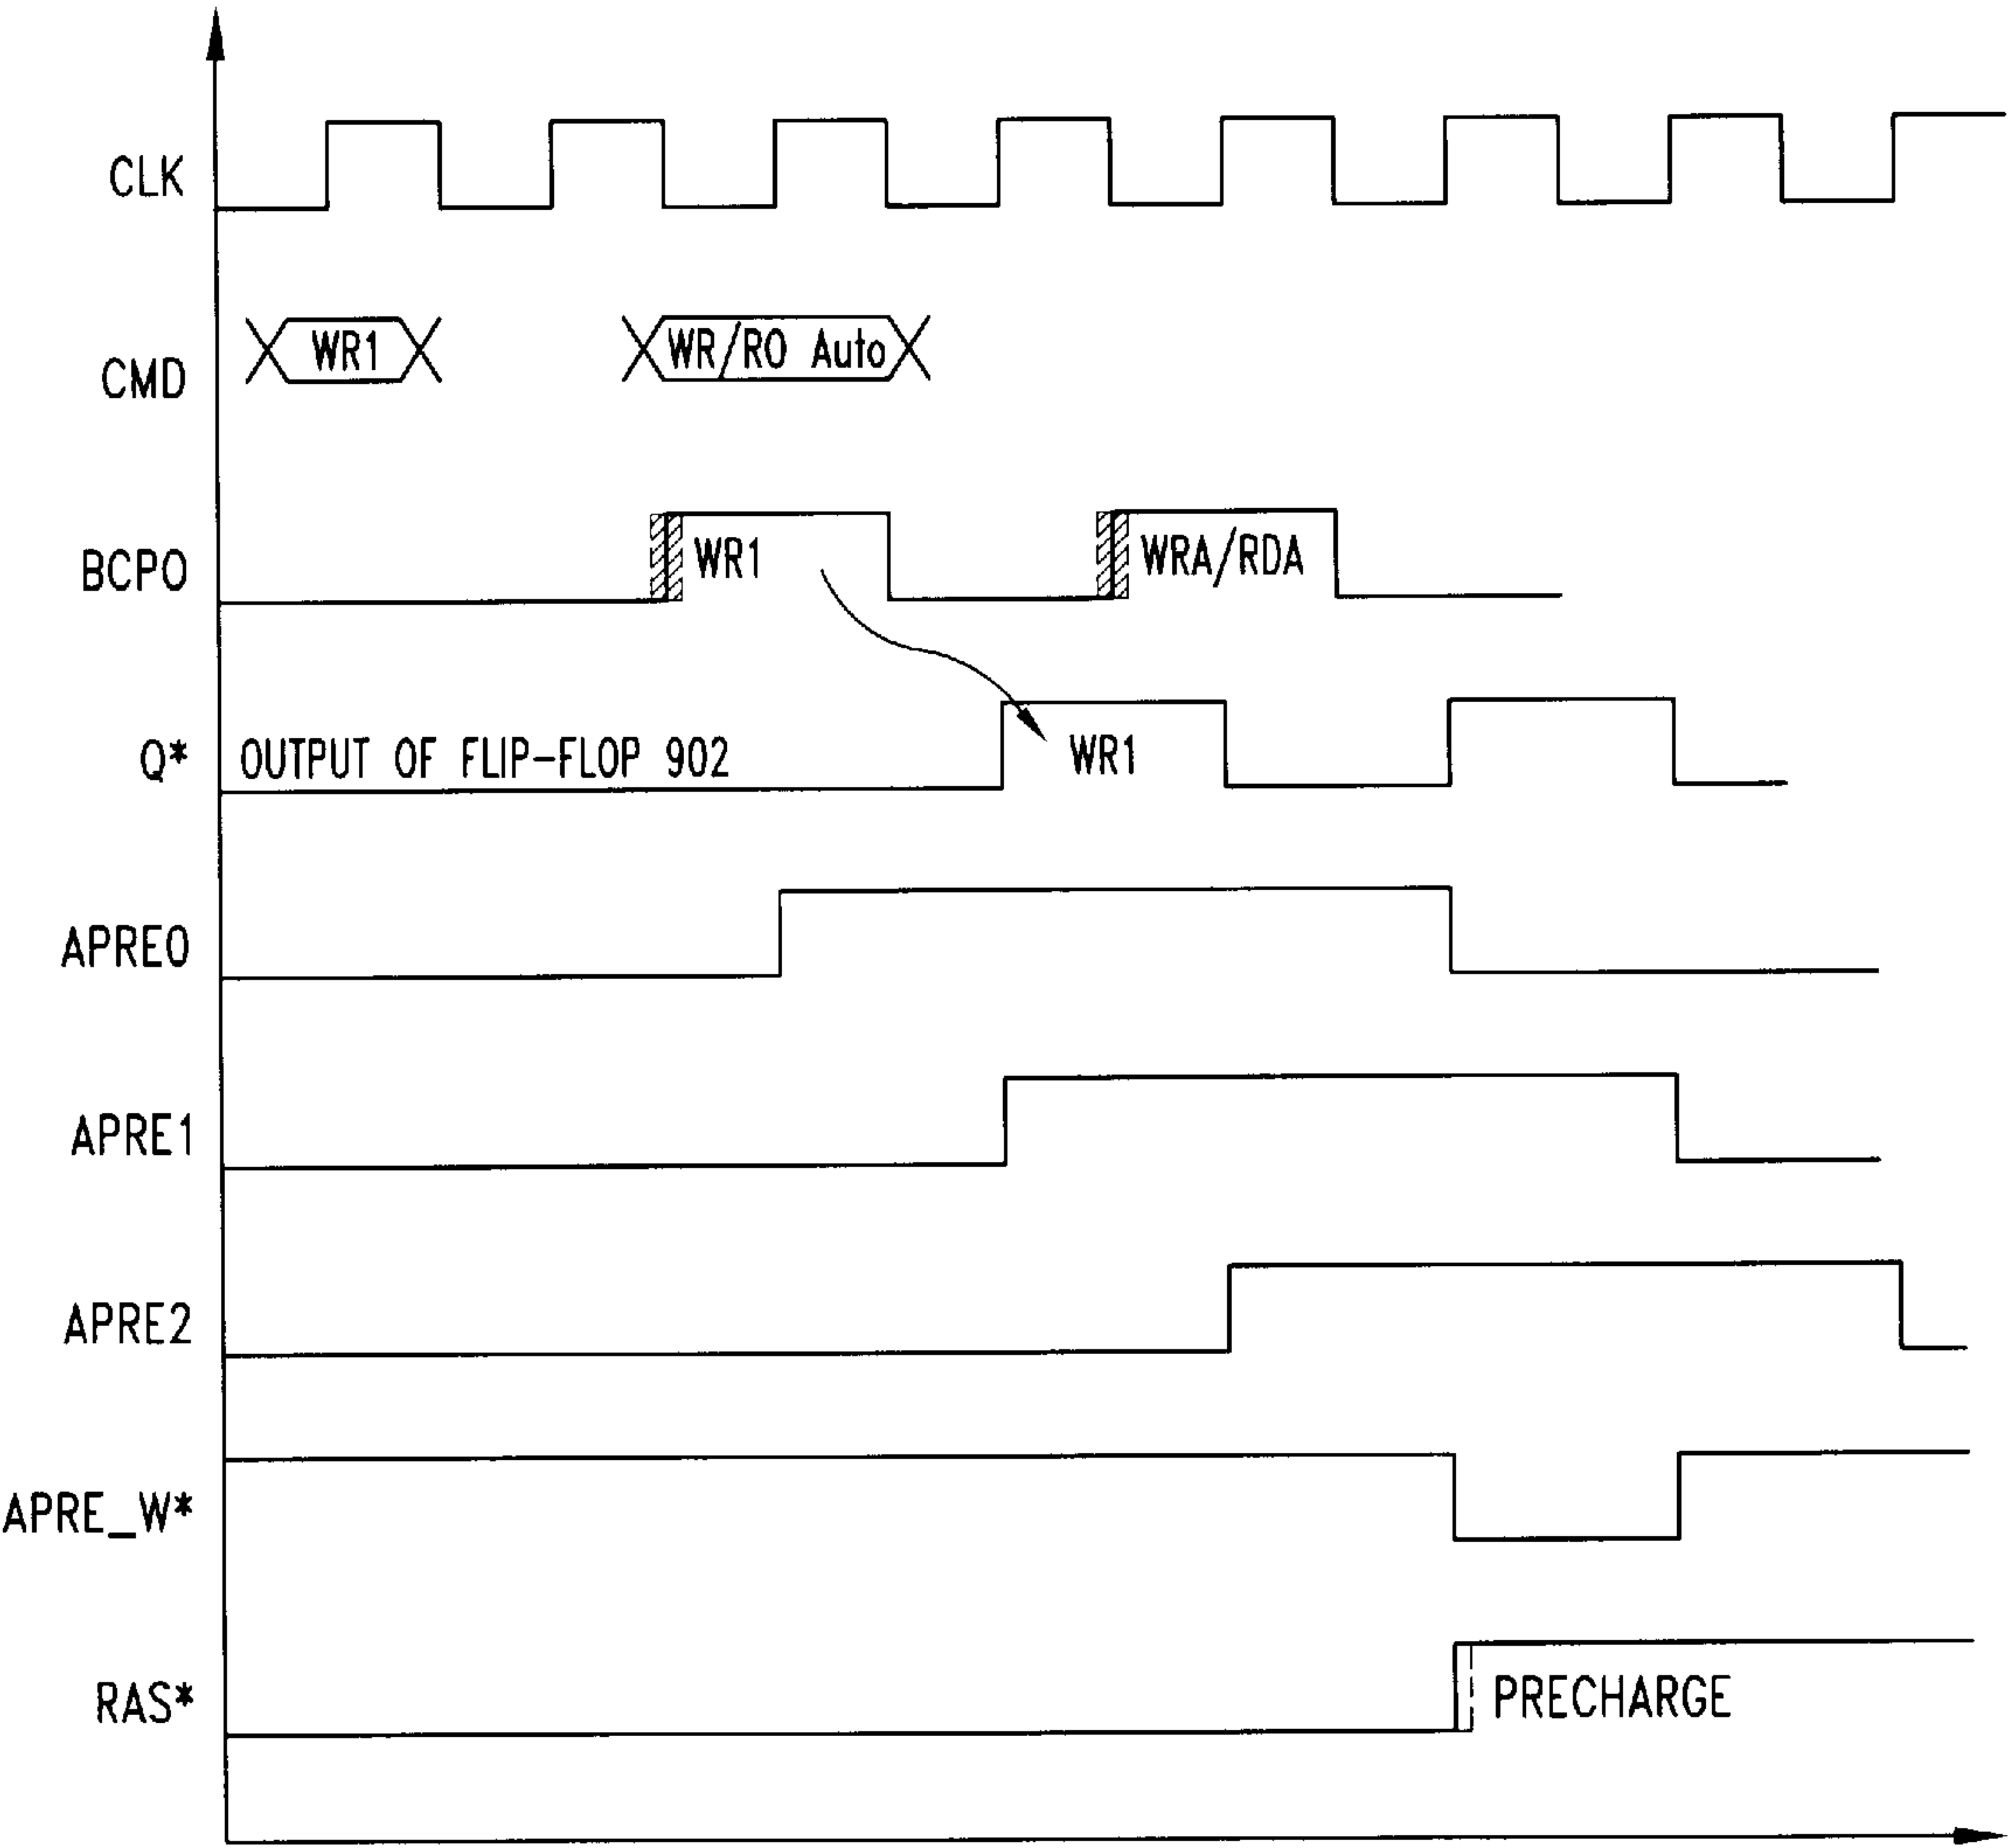 CLK
CMD
WR1
WR/RO Auto
BCPO
WR1
WRA/RDA
Q*
OUTPUT OF FLIP-FLOP 902
WR1
APRE0
APRE1
APRE2
APRE_W*
RAS*
PRECHARGE